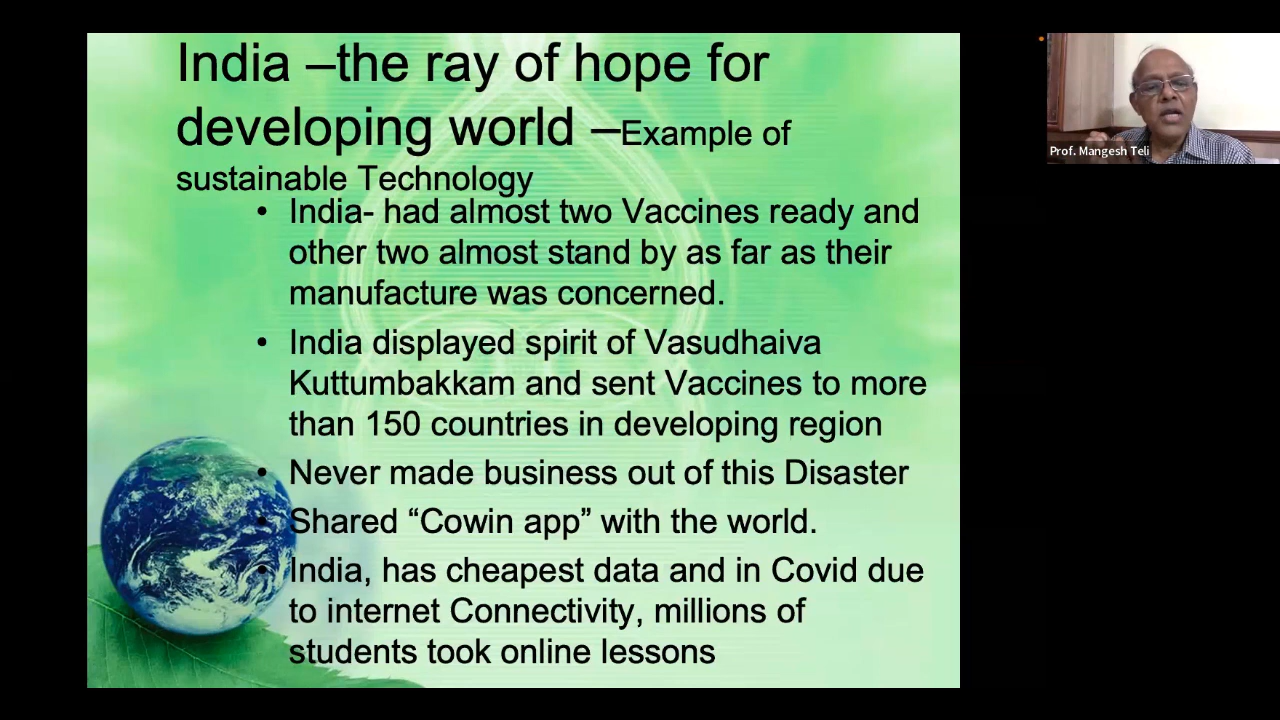 India –the ray of hope for
developing world –Example of
sustainable Technology
• India- had almost two Vaccines ready and
other two almost stand by as far as their
manufacture was concerned.
• India displayed spirit of Vasudhaiva
Kuttumbakkam and sent Vaccines to more
than 150 countries in developing region
• Never made business out of this Disaster
• Shared “Cowin app” with the world.
• India, has cheapest data and in Covid due
to internet Connectivity, millions of
students took online lessons
Prof. Mangesh Teli